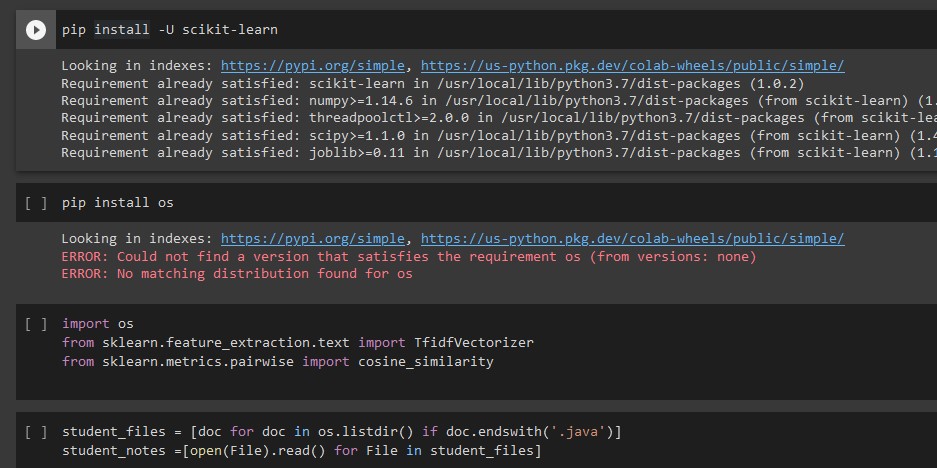 pip install -U scikit-learn
Looking in indexes: https://pypi.org/simple, https://us-python.pkg.dev/colab-wheels/public/simple/
Requirement already satisfied: scikit-learn in /usr/local/lib/python3.7/dist-packages (1.0.2)
Requirement already satisfied: numpy>=1.14.6 in /usr/local/lib/python3.7/dist-packages (from scikit-learn) (1.
Requirement already satisfied: threadpoolctl>=2.0.0 in /usr/local/lib/python3.7/dist-packages (from scikit-lea
Requirement already satisfied: scipy>=1.1.0 in /usr/local/lib/python3.7/dist-packages (from scikit-learn) (1.4
Requirement already satisfied: joblib>=0.11 in /usr/local/lib/python3.7/dist-packages (from scikit-learn) (1.1
[ ] pip install os
Looking in indexes: https://pypi.org/simple, https://us-python.pkg.dev/colab-wheels/public/simple/
ERROR: Could not find a version that satisfies the requirement os (from versions: none)
ERROR: No matching distribution found for os
[ ] import os
from sklearn.feature_extraction.text import TfidfVectorizer
from sklearn.metrics.pairwise import cosine_similarity
[ ] student_files = [doc for doc in os.listdir() if doc.endswith('.java')]
student_notes =[open(File).read() for File in student_files]